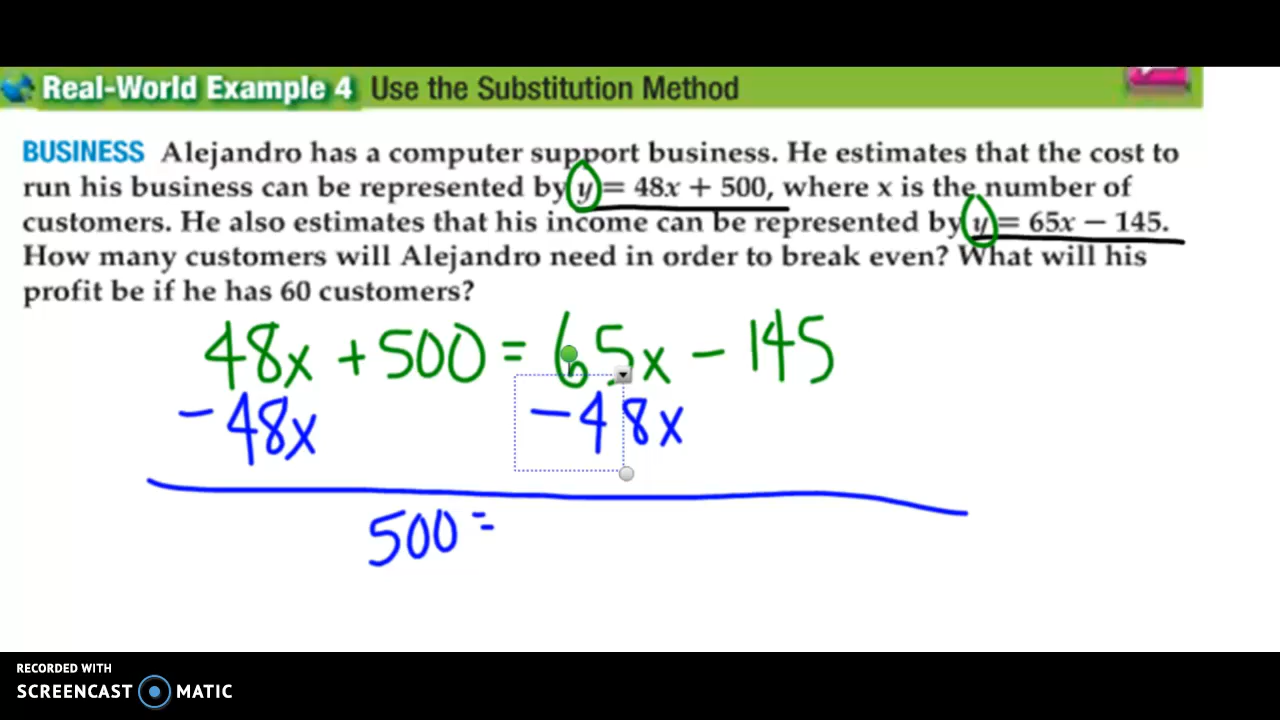 Real-World Example 4 Use the Substitution Method
BUSINESS Alejandro has a computer support business. He estimates that the cost to
run his business can be represented by y = 48x + 500, where x is the number of
customers. He also estimates that his income can be represented by y = 65x − 145.
How many customers will Alejandro need in order to break even? What will his
profit be if he has 60 customers?
48x + 500 = 65x − 145
−48x −48x
500 =
RECORDED WITH
SCREENCAST MATIC